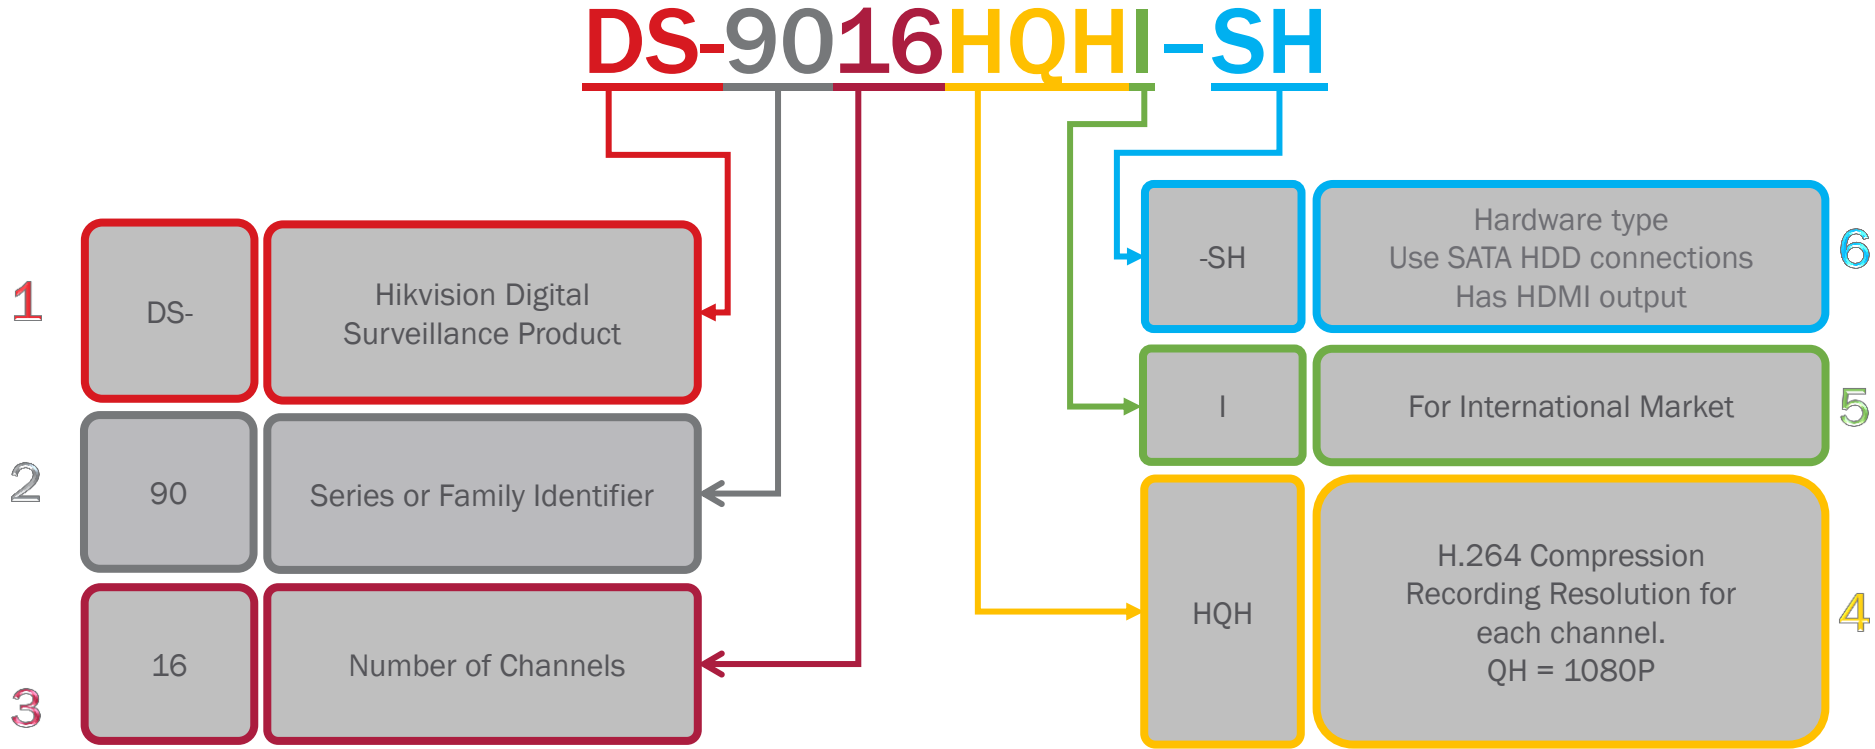 DS-9016HQHI-SH
1
DS-
Hikvision Digital
Surveillance Product
2
90
Series or Family Identifier
3
16
Number of Channels
-SH
Hardware type
Use SATA HDD connections
Has HDMI output
6
I
For International Market
5
HQH
H.264 Compression
Recording Resolution for
each channel.
QH = 1080P
4